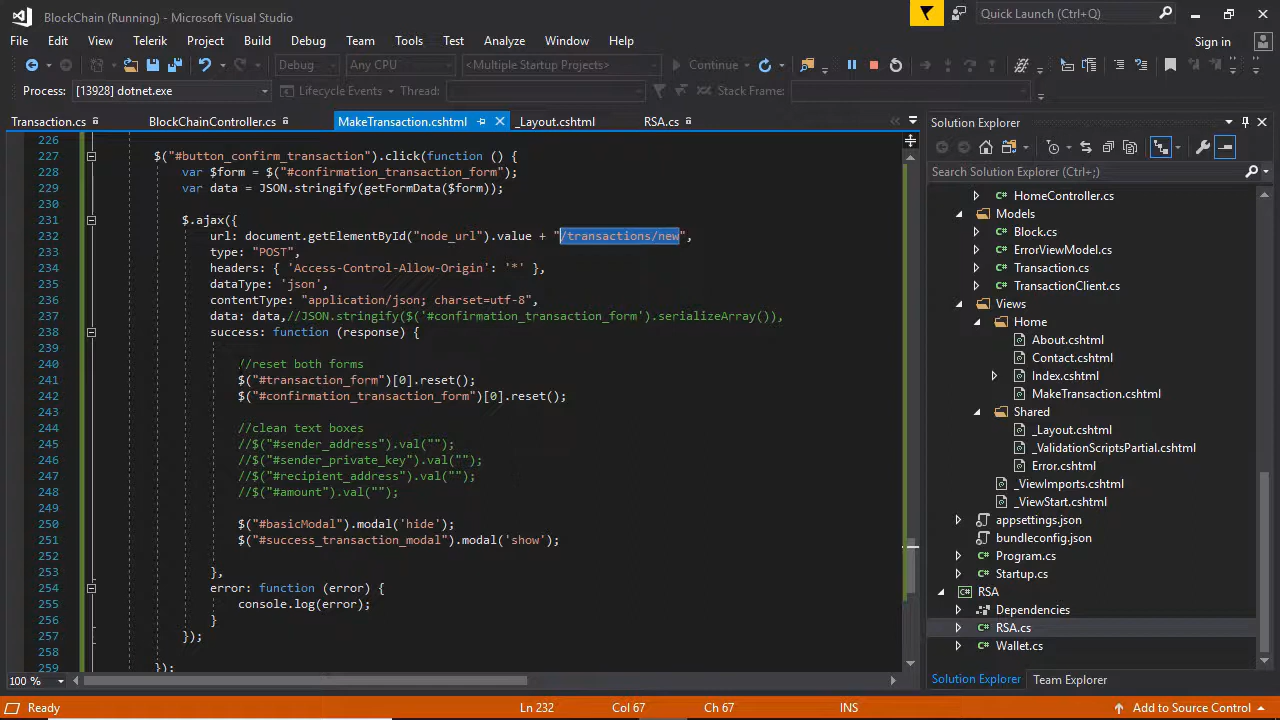 BlockChain (Running) - Microsoft Visual Studio
Quick Launch (Ctrl+Q)
File Edit View Telerik Project Build Debug Team Tools Test Analyze Window Help
Sign in
Debug Any CPU <Multiple Startup Projects> Continue
Process: [13928] dotnet.exe Lifecycle Events Thread: Stack Frame:
Transaction.cs BlockChainController.cs MakeTransaction.cshtml _Layout.cshtml RSA.cs
226
227 $("#button_confirm_transaction").click(function () {
228 var $form = $("#confirmation_transaction_form");
229 var data = JSON.stringify(getFormData($form));
230
231 $.ajax({
232 url: document.getElementById("node_url").value + "/transactions/new",
233 type: "POST",
234 headers: { 'Access-Control-Allow-Origin': '*' },
235 dataType: 'json',
236 contentType: "application/json; charset=utf-8",
237 data: data,//JSON.stringify($('#confirmation_transaction_form').serializeArray()),
238 success: function (response) {
239
240 //reset both forms
241 $("#transaction_form")[0].reset();
242 $("#confirmation_transaction_form")[0].reset();
243
244 //clean text boxes
245 //$("#sender_address").val("");
246 //$("#sender_private_key").val("");
247 //$("#recipient_address").val("");
248 //$("#amount").val("");
249
250 $("#basicModal").modal('hide');
251 $("#success_transaction_modal").modal('show');
252
253 },
254 error: function (error) {
255 console.log(error);
256 }
257 });
258
259 });
100 %
Solution Explorer
Search Solution Explorer (Ctrl+;)
C# HomeController.cs
Models
C# Block.cs
C# ErrorViewModel.cs
C# Transaction.cs
C# TransactionClient.cs
Views
Home
About.cshtml
Contact.cshtml
Index.cshtml
MakeTransaction.cshtml
Shared
_Layout.cshtml
_ValidationScriptsPartial.cshtml
Error.cshtml
_ViewImports.cshtml
_ViewStart.cshtml
appsettings.json
bundleconfig.json
C# Program.cs
C# Startup.cs
C# RSA
Dependencies
C# RSA.cs
C# Wallet.cs
Solution Explorer Team Explorer
Ready Ln 232 Col 67 Ch 67 INS Add to Source Control